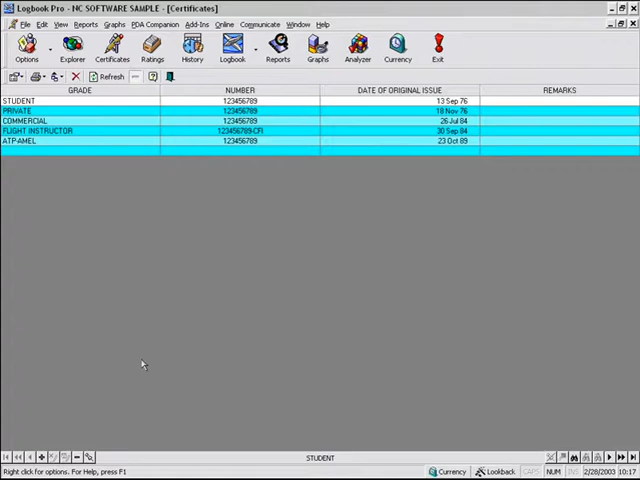 Logbook Pro - NC SOFTWARE SAMPLE - [Certificates]
File Edit View Reports Graphs PDA Companion Add-Ins Online Communicate Window Help
Options Explorer Certificates Ratings History Logbook Reports Graphs Analyzer Currency Exit
Refresh
GRADE NUMBER DATE OF ORIGINAL ISSUE REMARKS
STUDENT 123456789 13 Sep 76
PRIVATE 123456789 18 Nov 76
COMMERCIAL 123456789 26 Jul 84
FLIGHT INSTRUCTOR 123456789-CFI 30 Sep 84
ATP-AMEL 123456789 23 Oct 89
STUDENT
Right click for options. For Help, press F1 Currency Lookback CAPS NUM INS 2/28/2003 10:17